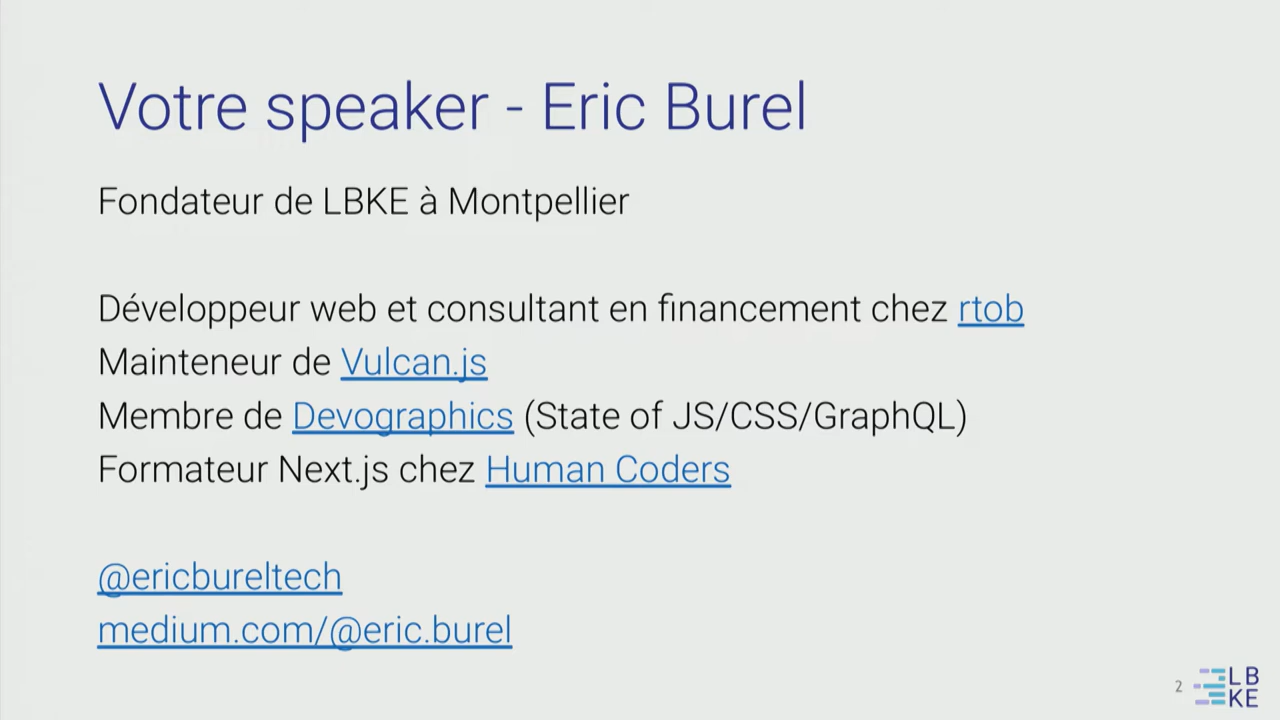 Votre speaker - Eric Burel
Fondateur de LBKE à Montpellier
Développeur web et consultant en financement chez rtob
Mainteneur de Vulcan.js
Membre de Devographics (State of JS/CSS/GraphQL)
Formateur Next.js chez Human Coders
@ericbureltech
medium.com/@eric.burel
2
LB
KE